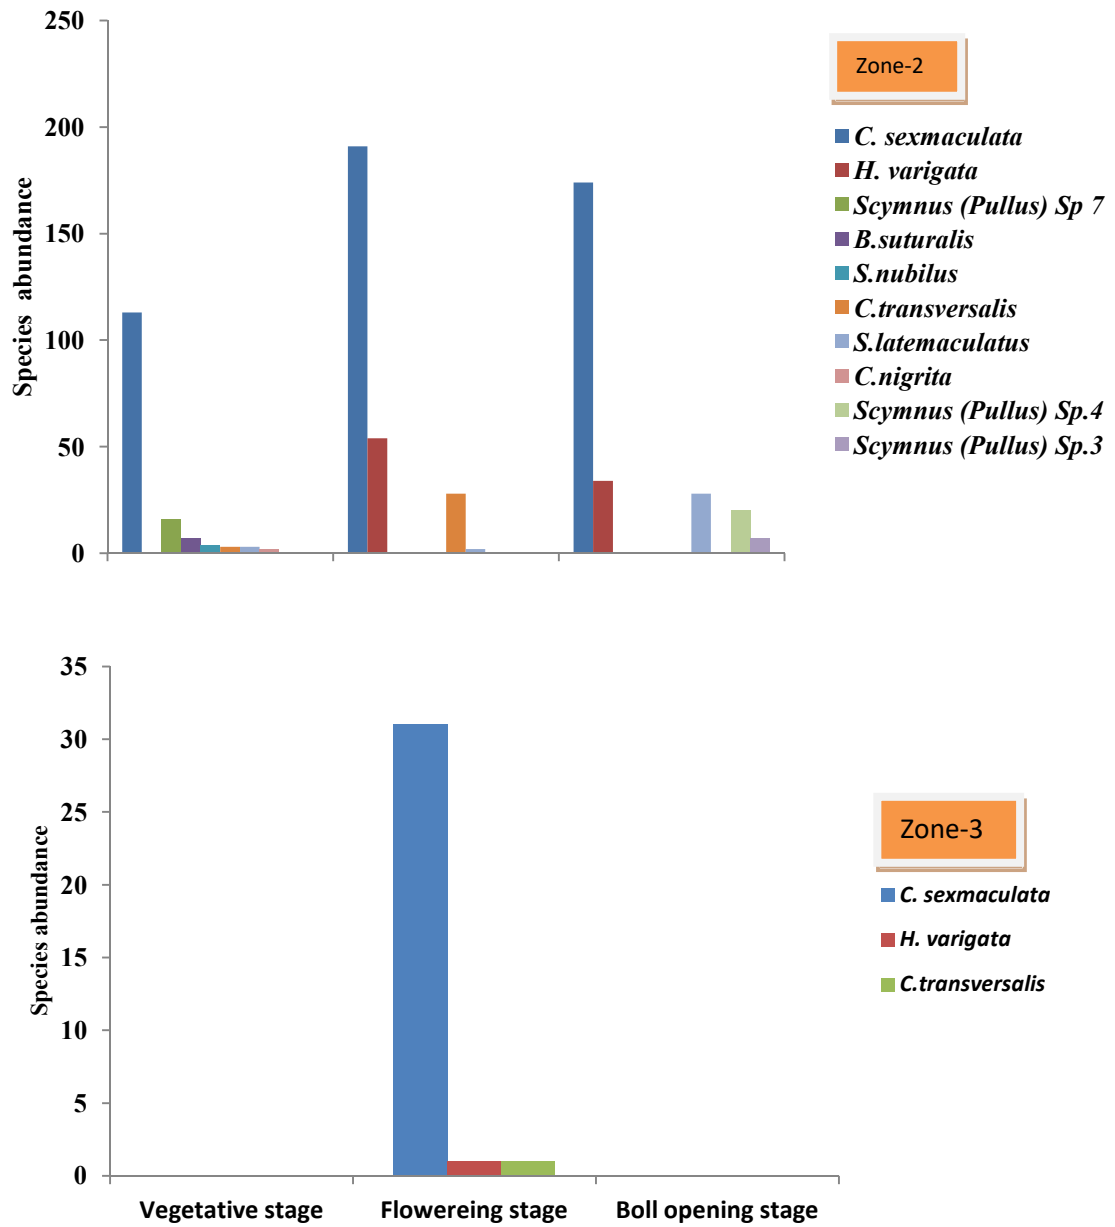 250
200
150
100
50
0
Species abundance
Zone-2
C. sexmaculata
H. varigata
Scymnus (Pullus) Sp 7
B.suturalis
S.nubilus
C.transversalis
S.latemaculatus
C.nigrita
Scymnus (Pullus) Sp.4
Scymnus (Pullus) Sp.3
35
30
25
20
15
10
5
0
Species abundance
Zone-3
C. sexmaculata
H. varigata
C.transversalis
Vegetative stage Flowereing stage Boll opening stage